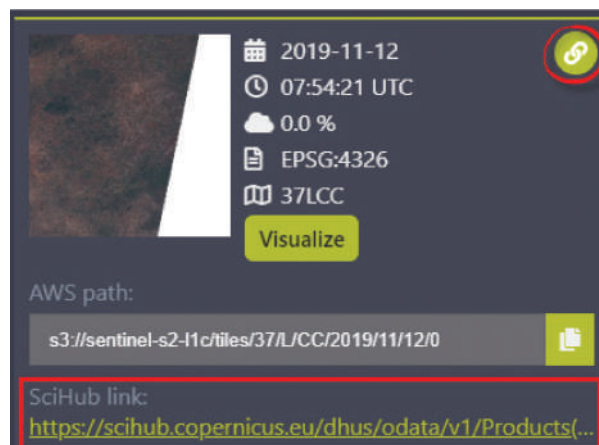 2019-11-12
07:54:21 UTC
0.0 %
EPSG:4326
37LCC
Visualize
AWS path:
s3://sentinel-s2-l1c/tiles/37/L/CC/2019/11/12/0
SciHub link:
https://scihub.copernicus.eu/dhus/odata/v1/Products(...